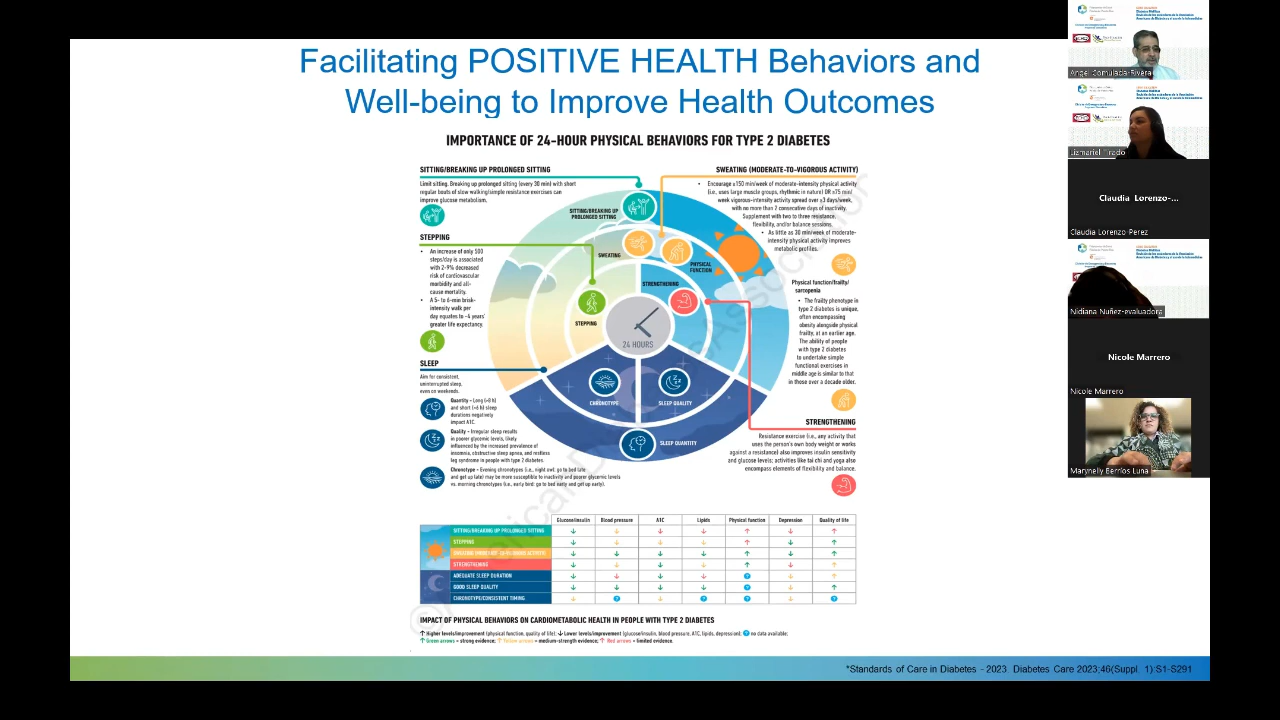 Facilitating POSITIVE HEALTH Behaviors and
Well-being to Improve Health Outcomes
IMPORTANCE OF 24-HOUR PHYSICAL BEHAVIORS FOR TYPE 2 DIABETES
SITTING/BREAKING UP PROLONGED SITTING
Limit sitting. Breaking up prolonged sitting (every 30 min) with short
regular bouts of slow walking/simple resistance exercises can
improve glucose metabolism.
STEPPING
• An increase of only 500
steps/day is associated
with 2-9% decreased
risk of cardiovascular
morbidity and all-
cause mortality.
• A 5- to 6-min brisk-
intensity walk per
day equates to ~4 years'
greater life expectancy.
SLEEP
Aim for consistent,
uninterrupted sleep,
even on weekends.
Quantity – Long (>8 h)
and short (<6 h) sleep
durations negatively
impact A1C.
Quality – Irregular sleep results
in poorer glycemic levels, likely
influenced by the increased prevalence of
insomnia, obstructive sleep apnea, and restless
leg syndrome in people with type 2 diabetes.
Chronotype – Evening chronotypes (i.e., night owl: go to bed late
and get up late) may be more susceptible to inactivity and poorer glycemic levels
vs. morning chronotypes (i.e., early bird: go to bed early and get up early).
SITTING/BREAKING UP
PROLONGED SITTING
SWEATING
PHYSICAL
FUNCTION
STRENGTHENING
STEPPING
24 HOURS
CHRONOTYPE
SLEEP QUALITY
SLEEP QUANTITY
SWEATING (MODERATE-TO-VIGOROUS ACTIVITY)
• Encourage ≥150 min/week of moderate-intensity physical activity
(i.e., uses large muscle groups, rhythmic in nature) OR ≥75 min/
week vigorous-intensity activity spread over ≥3 days/week,
with no more than 2 consecutive days of inactivity.
Supplement with two to three resistance,
flexibility, and/or balance sessions.
• As little as 30 min/week of moderate-
intensity physical activity improves
metabolic profiles.
Physical function/frailty/
sarcopenia
• The frailty phenotype in
type 2 diabetes is unique,
often encompassing
obesity alongside physical
frailty, at an earlier age.
The ability of people
with type 2 diabetes
to undertake simple
functional exercises in
middle age is similar to that
in those over a decade older.
STRENGTHENING
Resistance exercise (i.e., any activity that
uses the person's own body weight or works
against a resistance) also improves insulin sensitivity
and glucose levels; activities like tai chi and yoga also
encompass elements of flexibility and balance.
Glucose/insulin Blood pressure A1C Lipids Physical function Depression Quality of life
SITTING/BREAKING UP PROLONGED SITTING ↓ ↓ ↓ ↓ ↑ ↓ ↑
STEPPING ↓ ↓ ↓ ↓ ↑ ↓ ↑
SWEATING (MODERATE-TO-VIGOROUS ACTIVITY) ↓ ↓ ↓ ↓ ↑ ↓ ↑
STRENGTHENING ↓ ↓ ↓ ↓ ↑ ↓ ↑
ADEQUATE SLEEP DURATION ↓ ↓ ↓ ↓ ? ↓ ↑
GOOD SLEEP QUALITY ↓ ↓ ↓ ↓ ? ↓ ↑
CHRONOTYPE/CONSISTENT TIMING ↓ ? ↓ ? ? ↓ ?
IMPACT OF PHYSICAL BEHAVIORS ON CARDIOMETABOLIC HEALTH IN PEOPLE WITH TYPE 2 DIABETES
↑ Higher levels/improvement (physical function, quality of life); ↓ Lower levels/improvement (glucose/insulin, blood pressure, A1C, lipids, depression); ? no data available;
↑ Green arrows = strong evidence; ↑ Yellow arrows = medium-strength evidence; ↑ Red arrows = limited evidence.
*Standards of Care in Diabetes - 2023. Diabetes Care 2023;46(Suppl. 1):S1-S291
Angel Comulada-Rivera
Lizmariel Tirado
Claudia Lorenzo-...
Claudia Lorenzo-Perez
Nidiana Nuñez-evaluadora
Nicole Marrero
Nicole Marrero
Marynelly Berríos Luna